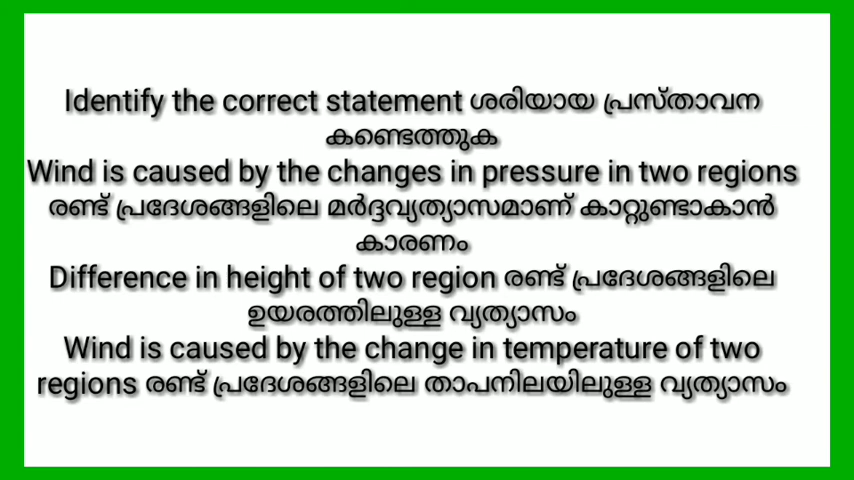 Identify the correct statement ശരിയായ പ്രസ്താവന
കണ്ടെത്തുക
Wind is caused by the changes in pressure in two regions
രണ്ട് പ്രദേശങ്ങളിലെ മർദ്ദവ്യത്യാസമാണ് കാറ്റുണ്ടാകാൻ
കാരണം
Difference in height of two region രണ്ട് പ്രദേശങ്ങളിലെ
ഉയരത്തിലുള്ള വ്യത്യാസം
Wind is caused by the change in temperature of two
regions രണ്ട് പ്രദേശങ്ങളിലെ താപനിലയിലുള്ള വ്യത്യാസം